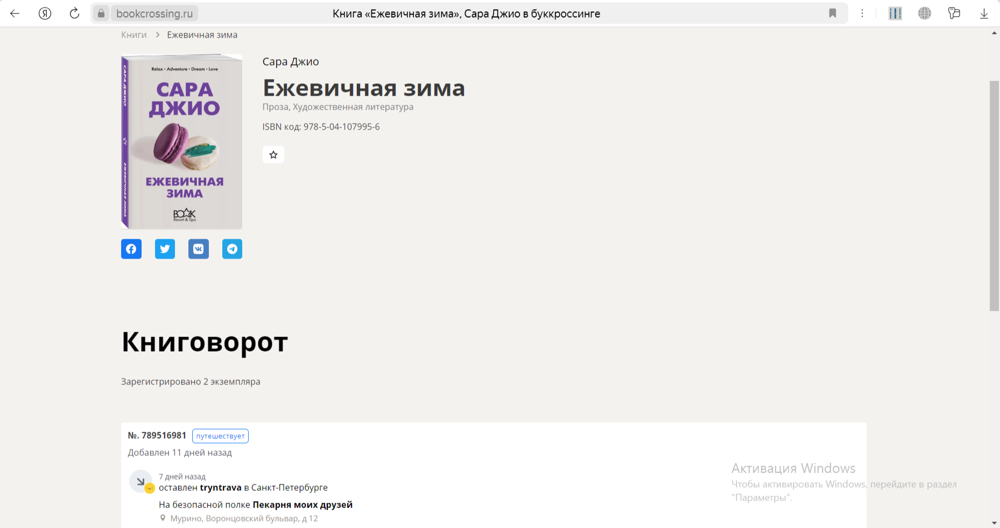 bookcrossing.ru
Книга «Ежевичная зима», Сара Джио в буккроссинге
Книги > Ежевичная зима
Relax • Adventure • Dream • Love
САРА
ДЖИО
ЕЖЕВИЧНАЯ
ЗИМА
BOOK
Resort & Spa
САРА ДЖИО
ЕЖЕВИЧНАЯ ЗИМА
Сара Джио
Ежевичная зима
Проза, Художественная литература
ISBN код: 978-5-04-107995-6
Книговорот
Зарегистрировано 2 экземпляра
№. 789516981 путешествует
Добавлен 11 дней назад
7 дней назад
оставлен tryntrava в Санкт-Петербурге
На безопасной полке Пекарня моих друзей
Мурино, Воронцовский бульвар, д 12
Активация Windows
Чтобы активировать Windows, перейдите в раздел
"Параметры".